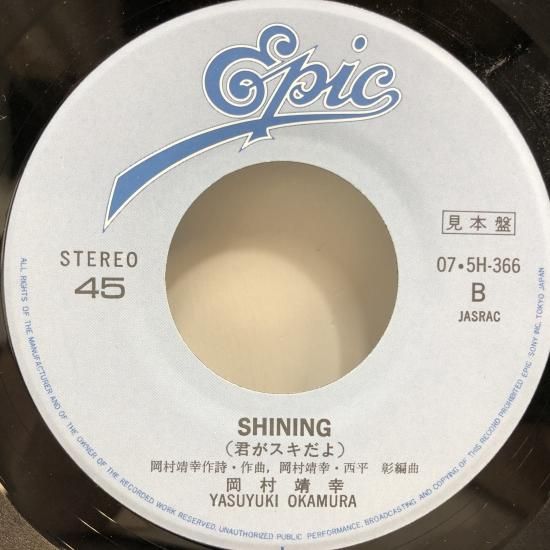 Epic
見本盤
STEREO
45
07・5H-366
B
JASRAC
SHINING
(君がスキだよ)
岡村靖幸作詩・作曲, 岡村靖幸・西平 彰編曲
岡村靖幸
YASUYUKI OKAMURA
ALL RIGHTS OF THE MANUFACTURER AND OF THE OWNER OF THE RECORDED WORK RESERVED. UNAUTHORIZED PUBLIC PERFORMANCE, BROADCASTING AND COPYING OF THIS RECORD PROHIBITED EPIC SONY INC. TOKYO JAPAN